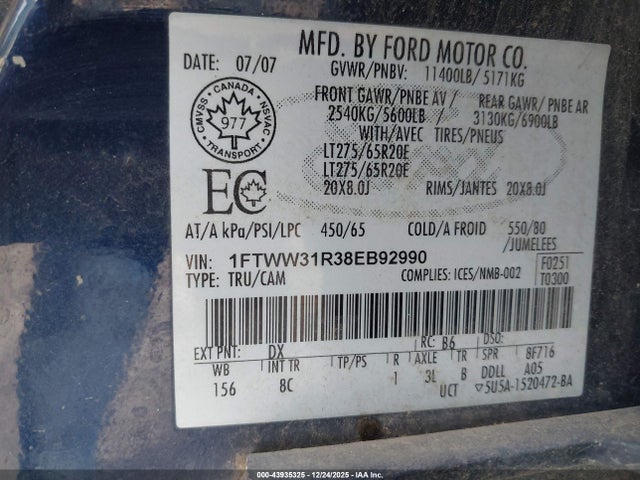 MFD. BY FORD MOTOR CO.
DATE: 07/07
GVWR/PNBV: 11400LB/ 5171KG
FRONT GAWR/PNBE AV / REAR GAWR/ PNBE AR
2540KG/5600LB / 3130KG/6900LB
WITH/AVEC TIRES/PNEUS
LT275/65R20E
LT275/65R20E
20X8.0J RIMS/JANTES 20X8.0J
CMVSS • CANADA • NSVAC
977
TRANSPORT
EC
AT/A kPa/PSI/LPC 450/65 COLD/A FROID 550/80
/JUMELEES
VIN: 1FTWW31R38EB92990
F0251
TYPE: TRU/CAM COMPLIES: ICES/NMB-002
T0300
RC: B6 DSO:
EXT PNT: DX
WB INT TR TP/PS R AXLE TR SPR 8F716
156 8C 1 3L B DDLL A05
UCT ▽5U5A-1520472-BA
000-43935325 - 12/24/2025 - IAA Inc.